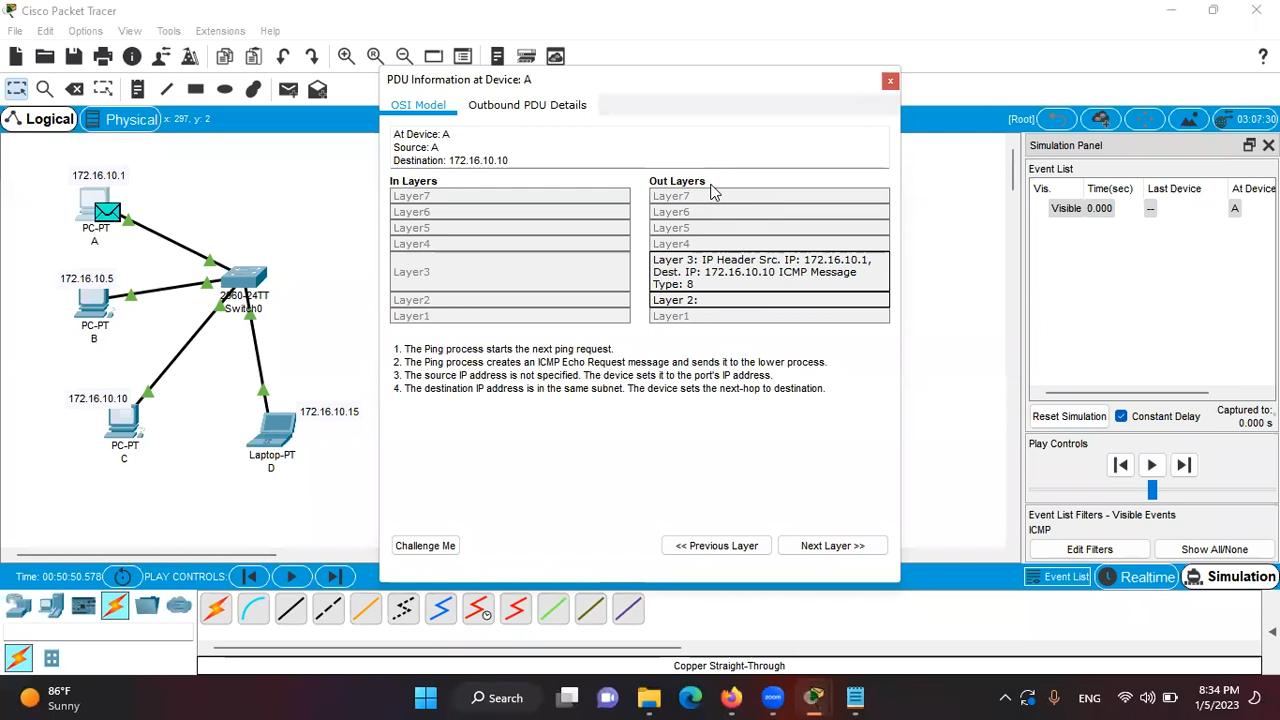 Cisco Packet Tracer
File Edit Options View Tools Extensions Help
Logical Physical x: 297, y: 2
[Root] 03:07:30
172.16.10.1
PC-PT
A
172.16.10.5
PC-PT
B
2960-24TT
Switch0
172.16.10.10
PC-PT
C
172.16.10.15
Laptop-PT
D
PDU Information at Device: A
x
OSI Model Outbound PDU Details
At Device: A
Source: A
Destination: 172.16.10.10
In Layers
Layer7
Layer6
Layer5
Layer4
Layer3
Layer2
Layer1
Out Layers
Layer7
Layer6
Layer5
Layer4
Layer 3: IP Header Src. IP: 172.16.10.1,
Dest. IP: 172.16.10.10 ICMP Message
Type: 8
Layer 2:
Layer1
1. The Ping process starts the next ping request.
2. The Ping process creates an ICMP Echo Request message and sends it to the lower process.
3. The source IP address is not specified. The device sets it to the port's IP address.
4. The destination IP address is in the same subnet. The device sets the next-hop to destination.
Challenge Me << Previous Layer Next Layer >>
Simulation Panel
Event List
Vis. Time(sec) Last Device At Device
Visible 0.000 -- A
Reset Simulation Constant Delay
Captured to:
0.000 s
Play Controls
Event List Filters - Visible Events
ICMP
Edit Filters Show All/None
Time: 00:50:50.578 PLAY CONTROLS:
Event List Realtime Simulation
Copper Straight-Through
86°F
Sunny
Search
zoom
ENG
8:34 PM
1/5/2023